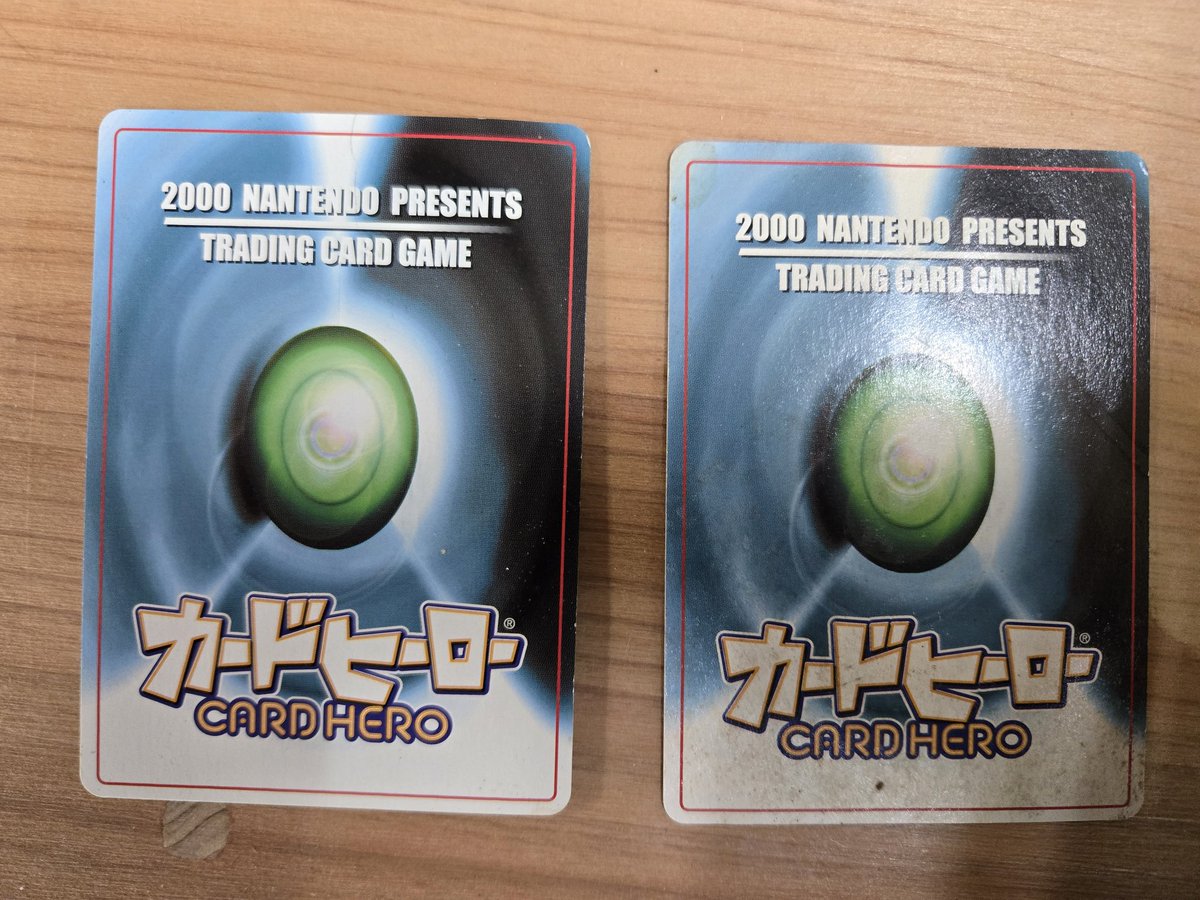 2000 NANTENDO PRESENTS
TRADING CARD GAME
カードヒーロー®
CARD HERO
2000 NANTENDO PRESENTS
TRADING CARD GAME
カードヒーロー®
CARD HERO